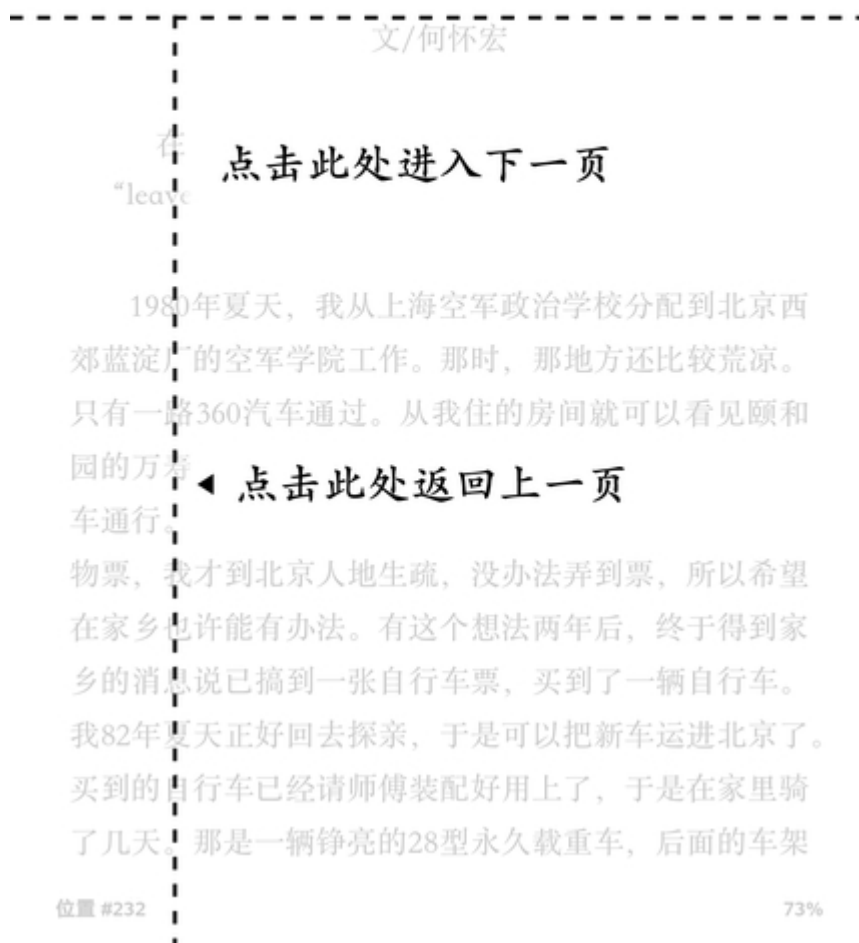 文/何怀宏
在
点击此处进入下一页
“leave
1980年夏天，我从上海空军政治学校分配到北京西
郊蓝淀厂的空军学院工作。那时，那地方还比较荒凉。
只有一路360汽车通过。从我住的房间就可以看见颐和
园的万寿
◀ 点击此处返回上一页
车通行。
物票，我才到北京人地生疏，没办法弄到票，所以希望
在家乡也许能有办法。有这个想法两年后，终于得到家
乡的消息说已搞到一张自行车票，买到了一辆自行车。
我82年夏天正好回去探亲，于是可以把新车运进北京了。
买到的自行车已经请师傅装配好用上了，于是在家里骑
了几天。那是一辆铮亮的28型永久载重车，后面的车架
位置 #232
73%